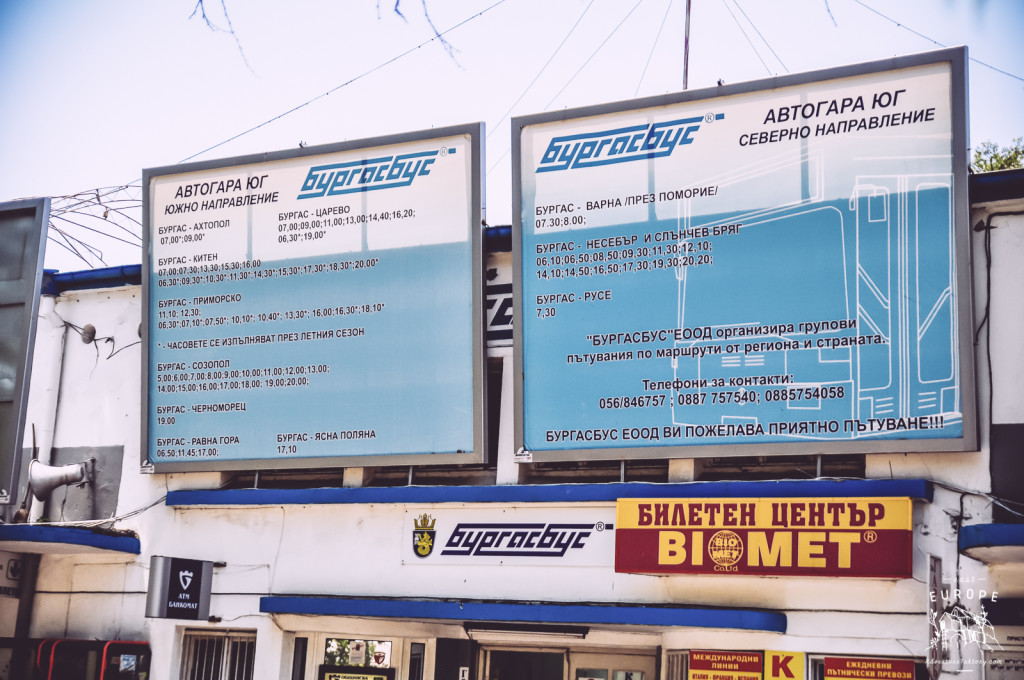 АВТОГАРА ЮГ
ЮЖНО НАПРАВЛЕНИЕ
бургасбус®
БУРГАС - АХТОПОЛ
07,00*;09,00*
БУРГАС - ЦАРЕВО
07,00;09,00;11,00;13,00;14,40;16,20;
06,30*;19,00*
БУРГАС - КИТЕН
07,00;07,30;13,30;15,30;16,00
06,30*;09,30*;10,30*;11,30*;14,30*;15,30*;17,30*;18,30*;20,00*
БУРГАС - ПРИМОРСКО
11,10; 12,30;
06,30*;07,10*;07,50*; 10,10*; 10,40*; 13,30*; 16,00;16,30*;18,10*
* - ЧАСОВЕТЕ СЕ ИЗПЪЛНЯВАТ ПРЕЗ ЛЕТНИЯ СЕЗОН
БУРГАС - СОЗОПОЛ
5,00;6,00;7,00;8,00;9,00;10,00;11,00;12,00;13,00;
14,00;15,00;16,00;17,00;18,00; 19,00;20,00;
БУРГАС - ЧЕРНОМОРЕЦ
19,00
БУРГАС - РАВНА ГОРА
06,50;11,45;17,00;
БУРГАС - ЯСНА ПОЛЯНА
17,10
бургасбус®
АВТОГАРА ЮГ
СЕВЕРНО НАПРАВЛЕНИЕ
БУРГАС - ВАРНА /ПРЕЗ ПОМОРИЕ/
07.30;8.00;
БУРГАС - НЕСЕБЪР И СЛЪНЧЕВ БРЯГ
06,10;06,50;08,50;09,30;11,30;12,10;
14,10;14,50;16,50;17,30;19,30;20,20;
БУРГАС - РУСЕ
7,30
"БУРГАСБУС"ЕООД организира групови
пътувания по маршрути от региона и страната.
Телефони за контакти:
056/846757 ; 0887 757540; 0885754058
БУРГАСБУС ЕООД ВИ ПОЖЕЛАВА ПРИЯТНО ПЪТУВАНЕ!!!
бургасбус®
БИЛЕТЕН ЦЕНТЪР
BIOMET®
BIO
MET
Co.Ltd
ATM
БАНКОМАТ
МЕЖДУНАРОДНИ
ЛИНИИ
К
ЕЖЕДНЕВНИ
ПЪТНИЧЕСКИ ПРЕВОЗИ
EAST
EUROPE